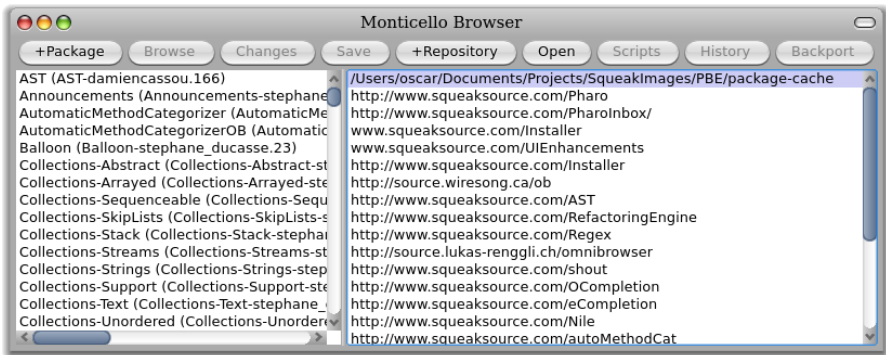 Monticello Browser
+Package Browse Changes Save +Repository Open Scripts History Backport
AST (AST-damiencassou.166)
Announcements (Announcements-stephane
AutomaticMethodCategorizer (AutomaticMe
AutomaticMethodCategorizerOB (Automatic
Balloon (Balloon-stephane_ducasse.23)
Collections-Abstract (Collections-Abstract-st
Collections-Arrayed (Collections-Arrayed-ste
Collections-Sequenceable (Collections-Sequ
Collections-SkipLists (Collections-SkipLists-s
Collections-Stack (Collections-Stack-stephar
Collections-Streams (Collections-Streams-st
Collections-Strings (Collections-Strings-step
Collections-Support (Collections-Support-ste
Collections-Text (Collections-Text-stephane_
Collections-Unordered (Collections-Unordere
/Users/oscar/Documents/Projects/SqueakImages/PBE/package-cache
http://www.squeaksource.com/Pharo
http://www.squeaksource.com/PharoInbox/
www.squeaksource.com/Installer
www.squeaksource.com/UIEnhancements
http://www.squeaksource.com/Installer
http://source.wiresong.ca/ob
http://www.squeaksource.com/AST
http://www.squeaksource.com/RefactoringEngine
http://www.squeaksource.com/Regex
http://source.lukas-renggli.ch/omnibrowser
http://www.squeaksource.com/shout
http://www.squeaksource.com/OCompletion
http://www.squeaksource.com/eCompletion
http://www.squeaksource.com/Nile
http://www.squeaksource.com/autoMethodCat